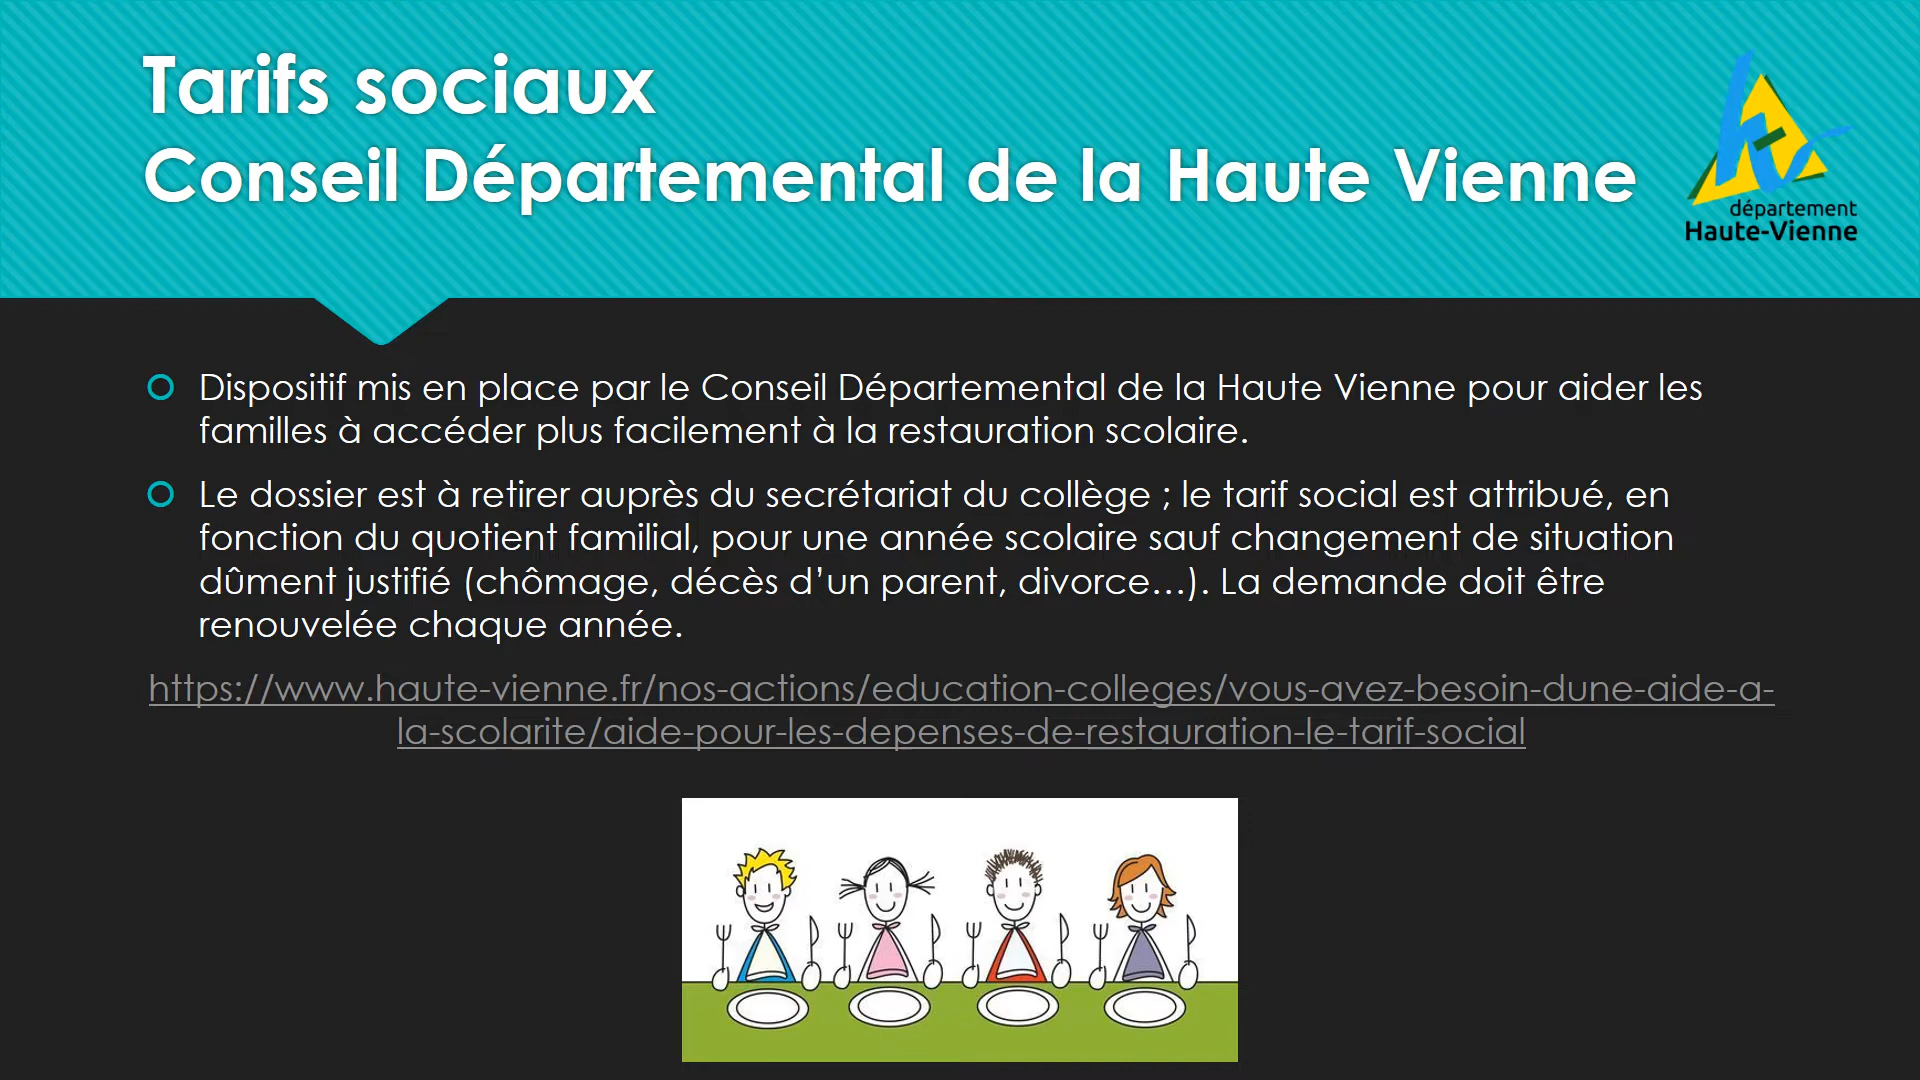 Tarifs sociaux
Conseil Départemental de la Haute Vienne
département
Haute-Vienne
Dispositif mis en place par le Conseil Départemental de la Haute Vienne pour aider les
familles à accéder plus facilement à la restauration scolaire.
Le dossier est à retirer auprès du secrétariat du collège ; le tarif social est attribué, en
fonction du quotient familial, pour une année scolaire sauf changement de situation
dûment justifié (chômage, décès d’un parent, divorce…). La demande doit être
renouvelée chaque année.
https://www.haute-vienne.fr/nos-actions/education-colleges/vous-avez-besoin-dune-aide-a-
la-scolarite/aide-pour-les-depenses-de-restauration-le-tarif-social